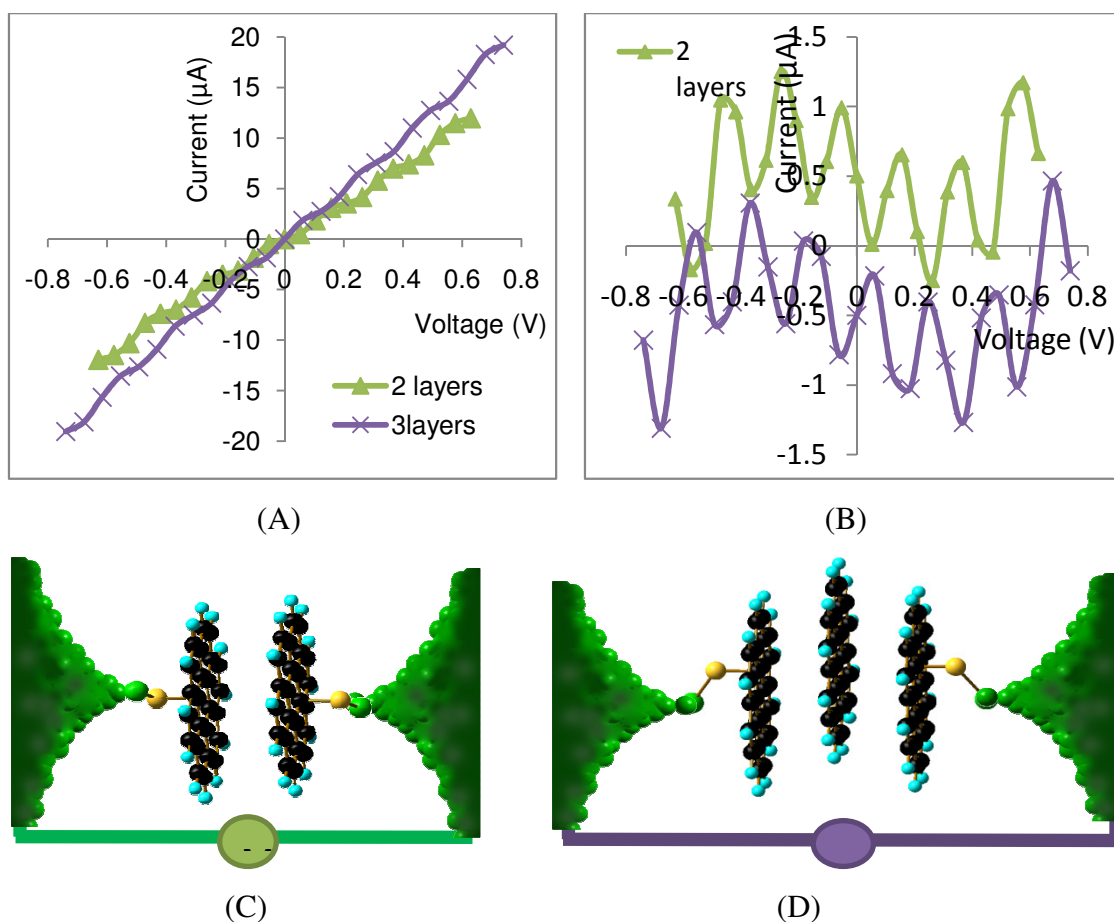 20
15
10
5
0
-5
-10
-15
-20
-0.8 -0.6 -0.4 -0.2 0 0.2 0.4 0.6 0.8
Current (µA)
Voltage (V)
2 layers
3layers
(A)
1.5
1
0.5
0
-0.5
-1
-1.5
-0.8 -0.6 -0.4 -0.2 0 0.2 0.4 0.6 0.8
Current (µA)
Voltage (V)
2
layers
(B)
- -
(C)
(D)